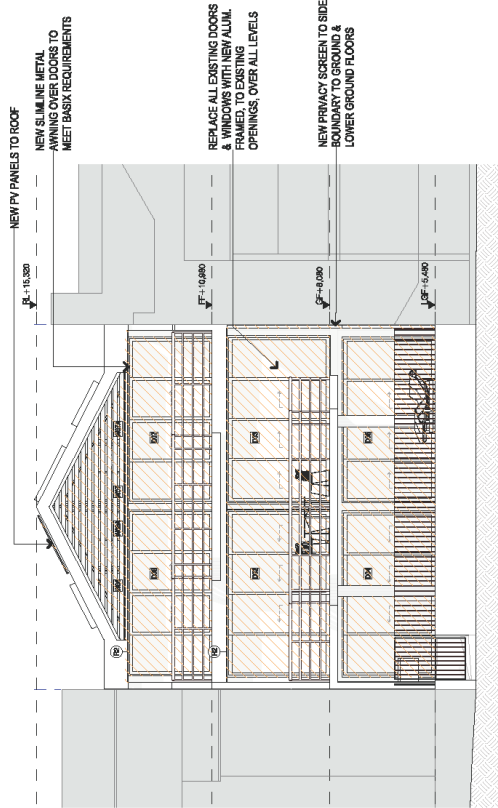 NEW PV PANELS TO ROOF
NEW SLIMLINE METAL
AWNING OVER DOORS TO
MEET BASIX REQUIREMENTS
REPLACE ALL EXISTING DOORS
& WINDOWS WITH NEW ALUM.
FRAMED, TO EXISTING
OPENINGS, OVER ALL LEVELS
NEW PRIVACY SCREEN TO SIDE
BOUNDARY TO GROUND &
LOWER GROUND FLOORS
RL+15,320
FF+10,980
GF+8,080
LGF+5,480